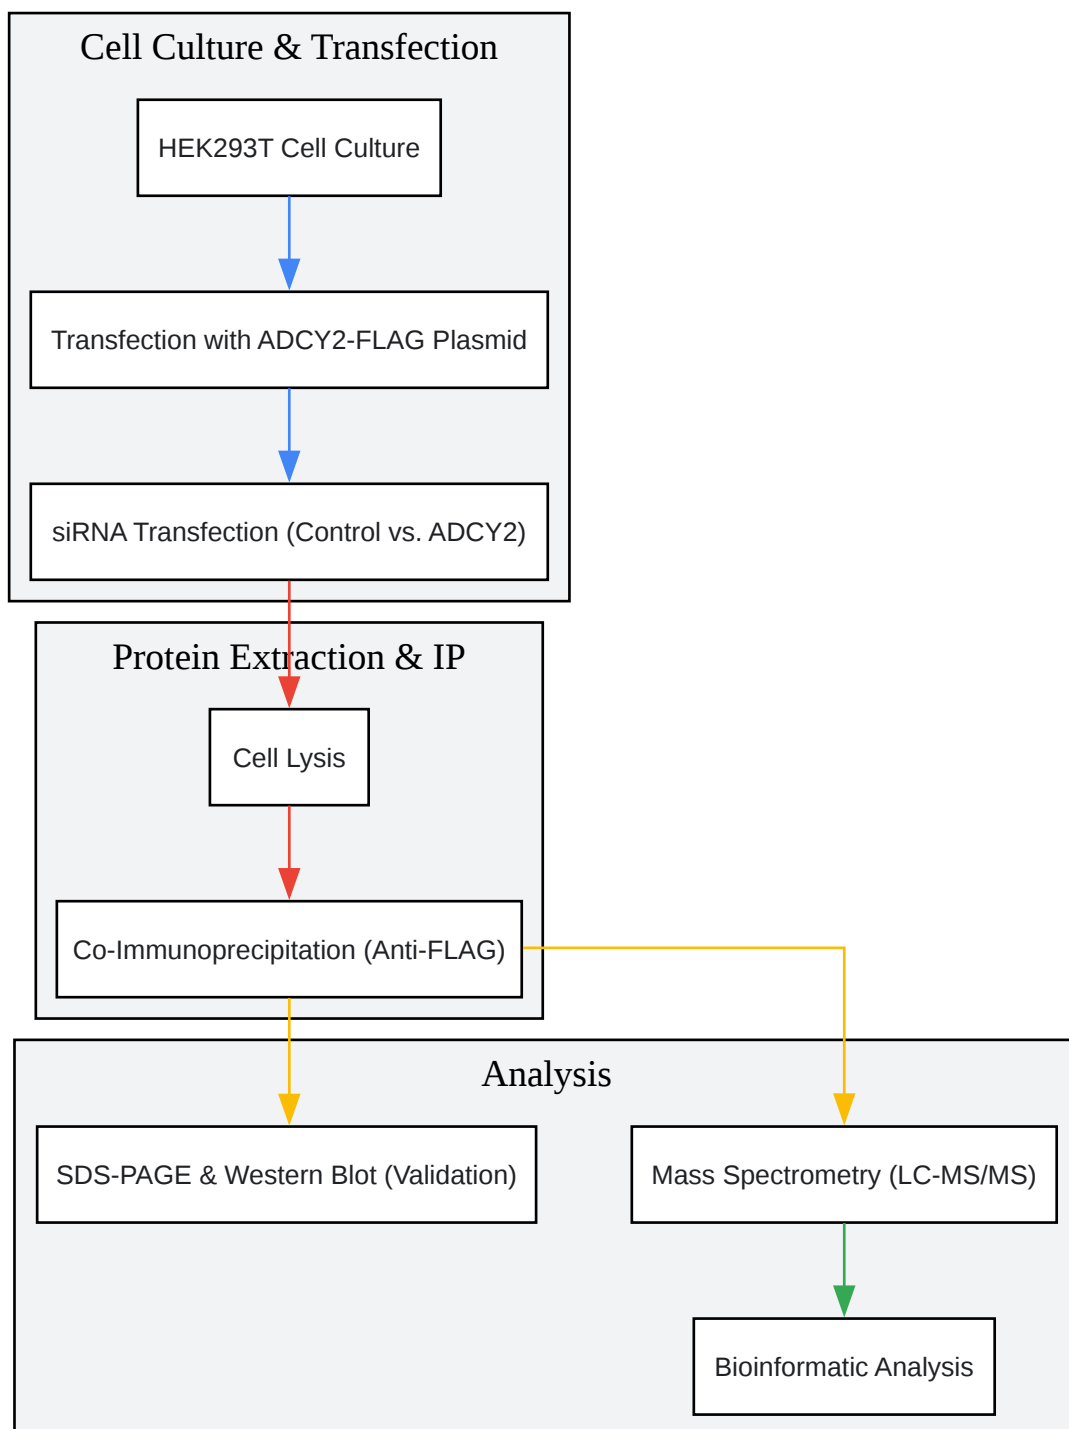 Cell Culture & Transfection
HEK293T Cell Culture
Transfection with ADCY2-FLAG Plasmid
siRNA Transfection (Control vs. ADCY2)
Protein Extraction & IP
Cell Lysis
Co-Immunoprecipitation (Anti-FLAG)
Analysis
SDS-PAGE & Western Blot (Validation)
Mass Spectrometry (LC-MS/MS)
Bioinformatic Analysis